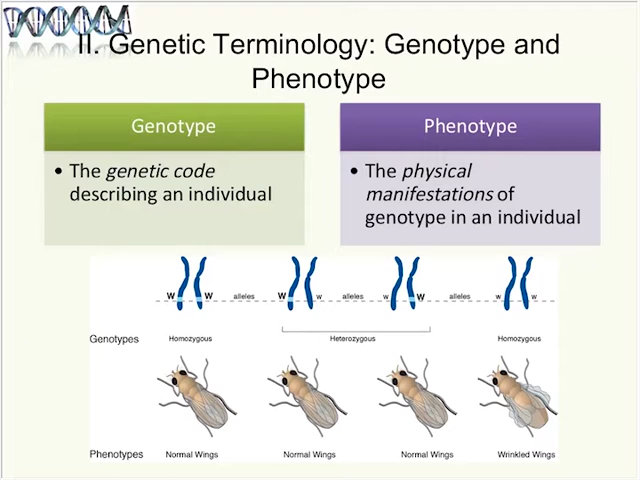 II. Genetic Terminology: Genotype and
Phenotype
Genotype
• The genetic code
describing an individual
Phenotype
• The physical
manifestations of
genotype in an individual
W W alleles W w alleles w W alleles w w
Genotypes Homozygous Heterozygous Homozygous
Phenotypes Normal Wings Normal Wings Normal Wings Wrinkled Wings